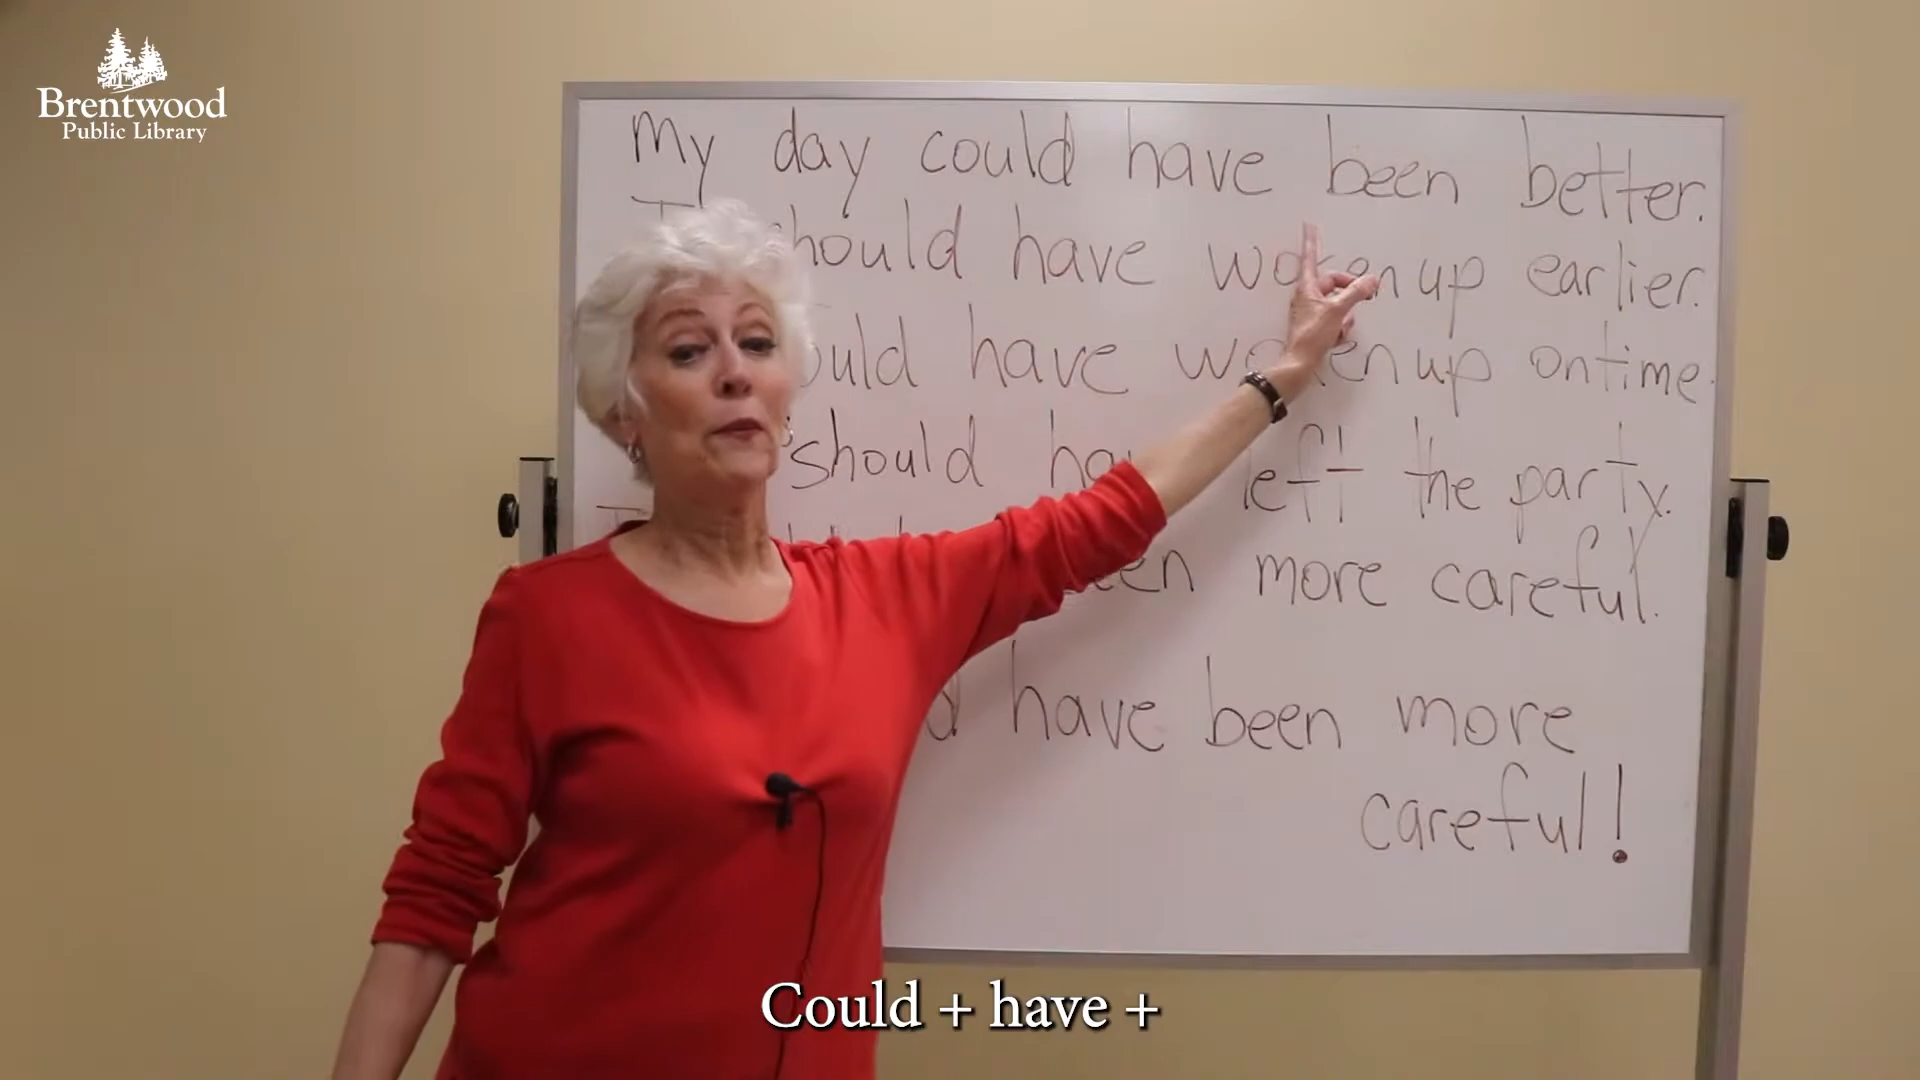 Brentwood
Public Library
My day could have been better.
should have woken up earlier.
have woken up on time.
should left the party.
more careful.
have been more
careful!
Could + have +